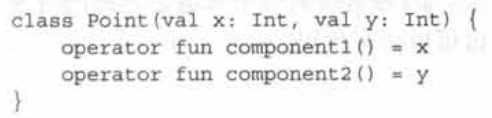 class Point(val x: Int, val y: Int) {
    operator fun component1() = x
    operator fun component2() = y
}